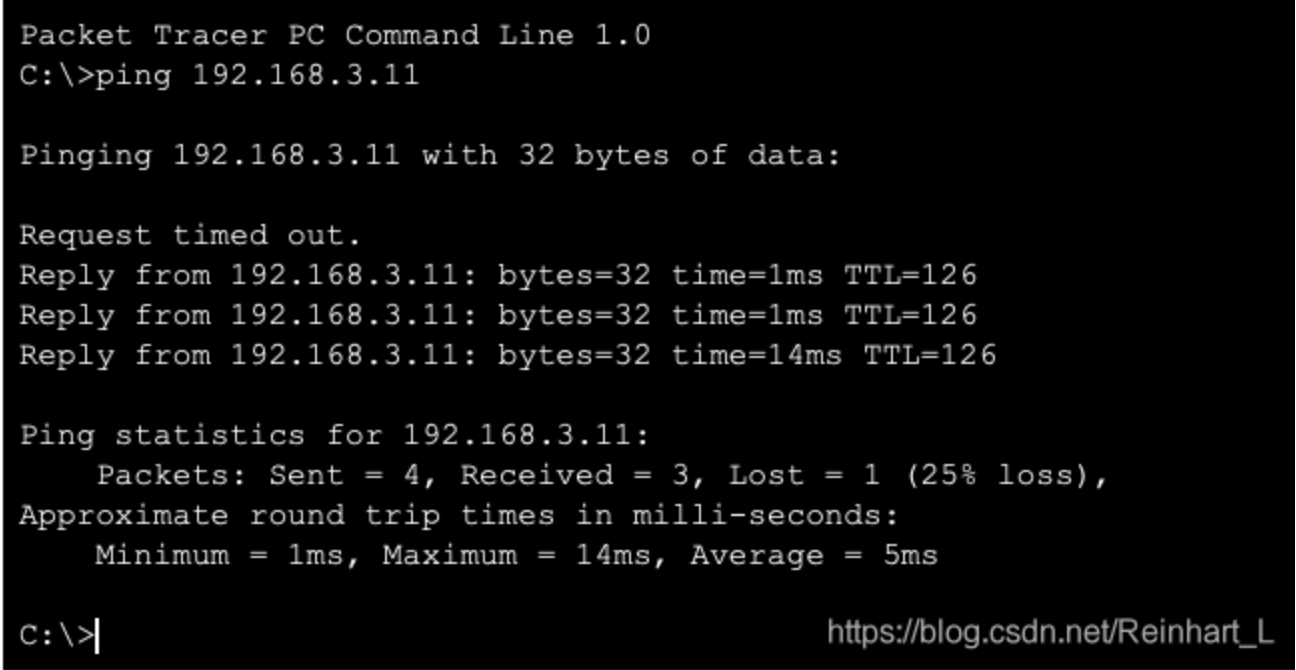 Packet Tracer PC Command Line 1.0
C:\>ping 192.168.3.11
Pinging 192.168.3.11 with 32 bytes of data:
Request timed out.
Reply from 192.168.3.11: bytes=32 time=1ms TTL=126
Reply from 192.168.3.11: bytes=32 time=1ms TTL=126
Reply from 192.168.3.11: bytes=32 time=14ms TTL=126
Ping statistics for 192.168.3.11:
    Packets: Sent = 4, Received = 3, Lost = 1 (25% loss),
Approximate round trip times in milli-seconds:
    Minimum = 1ms, Maximum = 14ms, Average = 5ms
C:\>
https://blog.csdn.net/Reinhart_L